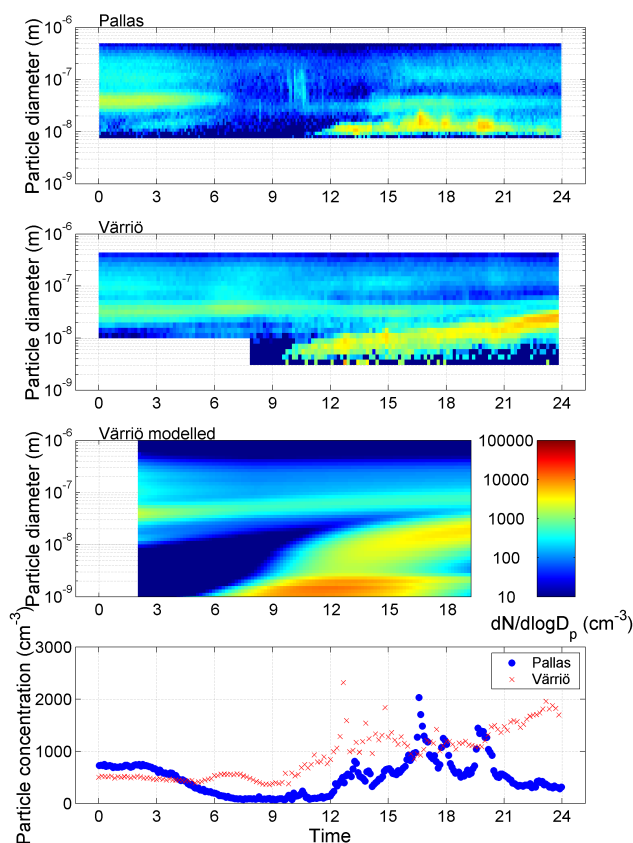 Pallas
Particle diameter (m)
10^-6
10^-7
10^-8
10^-9
0 3 6 9 12 15 18 21 24
Värriö
Particle diameter (m)
10^-6
10^-7
10^-8
10^-9
0 3 6 9 12 15 18 21 24
Värriö modelled
Particle diameter (m)
10^-6
10^-7
10^-8
10^-9
0 3 6 9 12 15 18 21 24
100000
10000
1000
100
10
dN/dlogD_p (cm^-3)
Particle concentration (cm^-3)
3000
2000
1000
0
Pallas
Värriö
0 3 6 9 12 15 18 21 24
Time